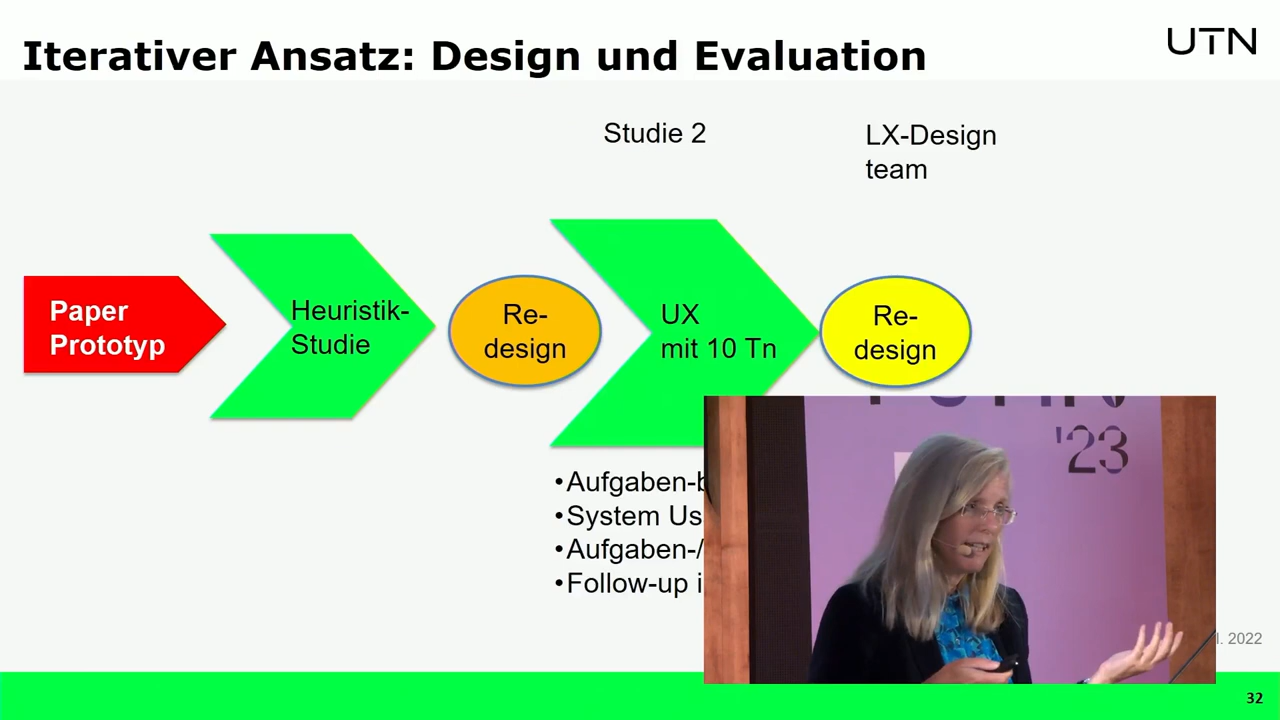 Iterativer Ansatz: Design und Evaluation
UTN
Studie 2
LX-Design
team
Paper
Prototyp
Heuristik-
Studie
Re-
design
UX
mit 10 Tn
Re-
design
•Aufgaben-
•System Us
•Aufgaben-/
•Follow-up i
'23
l. 2022
32